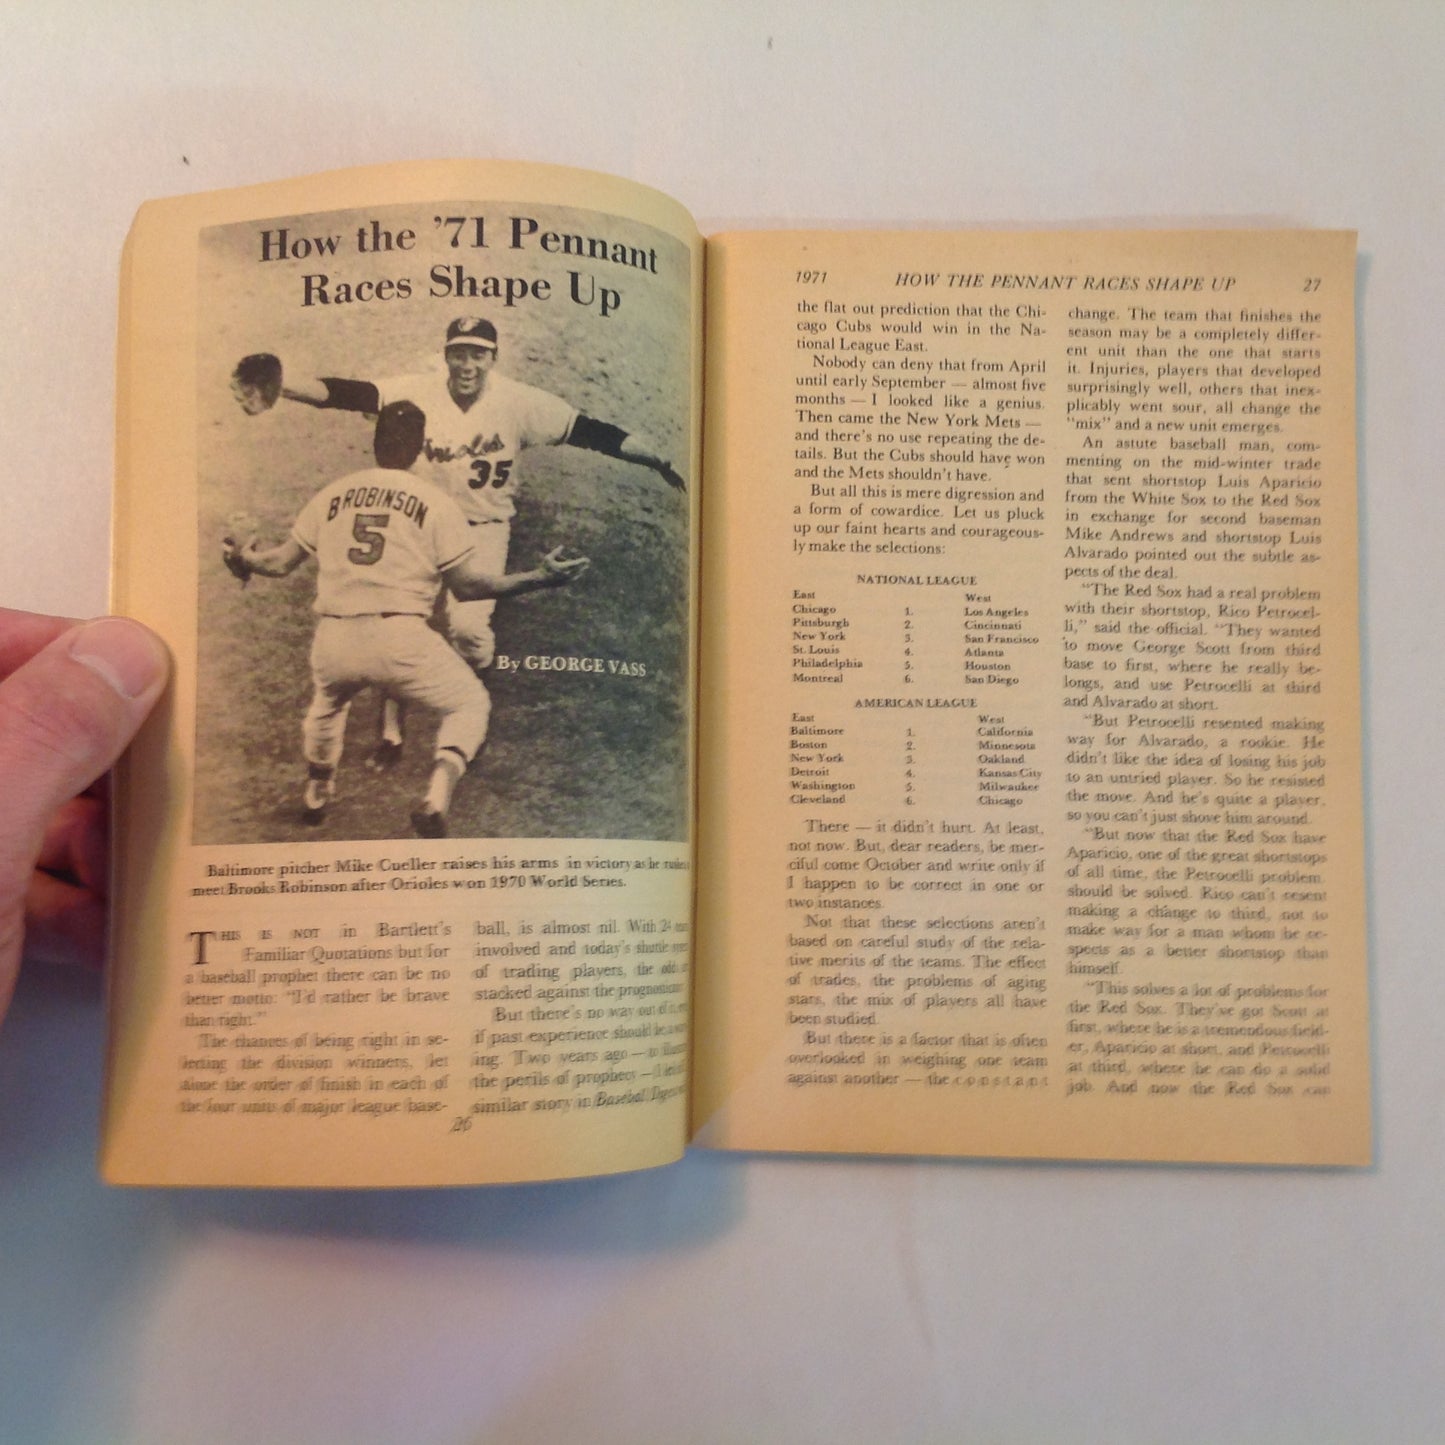 How the '71 Pennant
Races Shape Up
Orioles
35
B ROBINSON
5
By GEORGE VASS
Baltimore pitcher Mike Cuellar raises his arms in victory as he rushes
meet Brooks Robinson after Orioles won 1970 World Series.
THIS IS NOT in Bartlett's
Familiar Quotations but for
a baseball prophet there can be no
better motto: "I'd rather be brave
than right."
The chances of being right in se-
lecting the division winners, let
alone the order of finish in each of
the four units of major league base-
26
ball, is almost nil. With 24
involved and today's shuttle
of trading players, the odds
stacked against the prognosticator.
But there's no way out of it, even
if past experience should be a warn-
ing. Two years ago — to illustrate
the perils of prophecy —
similar story in Baseball Digest
1971 HOW THE PENNANT RACES SHAPE UP 27
the flat out prediction that the Chi-
cago Cubs would win in the Na-
tional League East.
Nobody can deny that from April
until early September — almost five
months — I looked like a genius.
Then came the New York Mets —
and there's no use repeating the de-
tails. But the Cubs should have won
and the Mets shouldn't have.
But all this is mere digression and
a form of cowardice. Let us pluck
up our faint hearts and courageous-
ly make the selections:
NATIONAL LEAGUE
East West
Chicago 1. Los Angeles
Pittsburgh 2. Cincinnati
New York 3. San Francisco
St. Louis 4. Atlanta
Philadelphia 5. Houston
Montreal 6. San Diego
AMERICAN LEAGUE
East West
Baltimore 1. California
Boston 2. Minnesota
New York 3. Oakland
Detroit 4. Kansas City
Washington 5. Milwaukee
Cleveland 6. Chicago
There — it didn't hurt. At least,
not now. But, dear readers, be mer-
ciful come October and write only if
I happen to be correct in one or
two instances.
Not that these selections aren't
based on careful study of the rela-
tive merits of the teams. The effect
of trades, the problems of aging
stars, the mix of players all have
been studied.
But there is a factor that is often
overlooked in weighing one team
against another — the constant
change. The team that finishes the
season may be a completely differ-
ent unit than the one that starts
it. Injuries, players that developed
surprisingly well, others that inex-
plicably went sour, all change the
"mix" and a new unit emerges.
An astute baseball man, com-
menting on the mid-winter trade
that sent shortstop Luis Aparicio
from the White Sox to the Red Sox
in exchange for second baseman
Mike Andrews and shortstop Luis
Alvarado pointed out the subtle as-
pects of the deal.
"The Red Sox had a real problem
with their shortstop, Rico Petrocel-
li," said the official. "They wanted
to move George Scott from third
base to first, where he really be-
longs, and use Petrocelli at third
and Alvarado at short.
"But Petrocelli resented making
way for Alvarado, a rookie. He
didn't like the idea of losing his job
to an untried player. So he resisted
the move. And he's quite a player,
so you can't just shove him around.
"But now that the Red Sox have
Aparicio, one of the great shortstops
of all time, the Petrocelli problem
should be solved. Rico can't resent
making a change to third, not to
make way for a man whom he re-
spects as a better shortstop than
himself.
"This solves a lot of problems for
the Red Sox. They've got Scott at
first, where he is a tremendous field-
er, Aparicio at short, and Petrocelli
at third, where he can do a solid
job. And now the Red Sox can